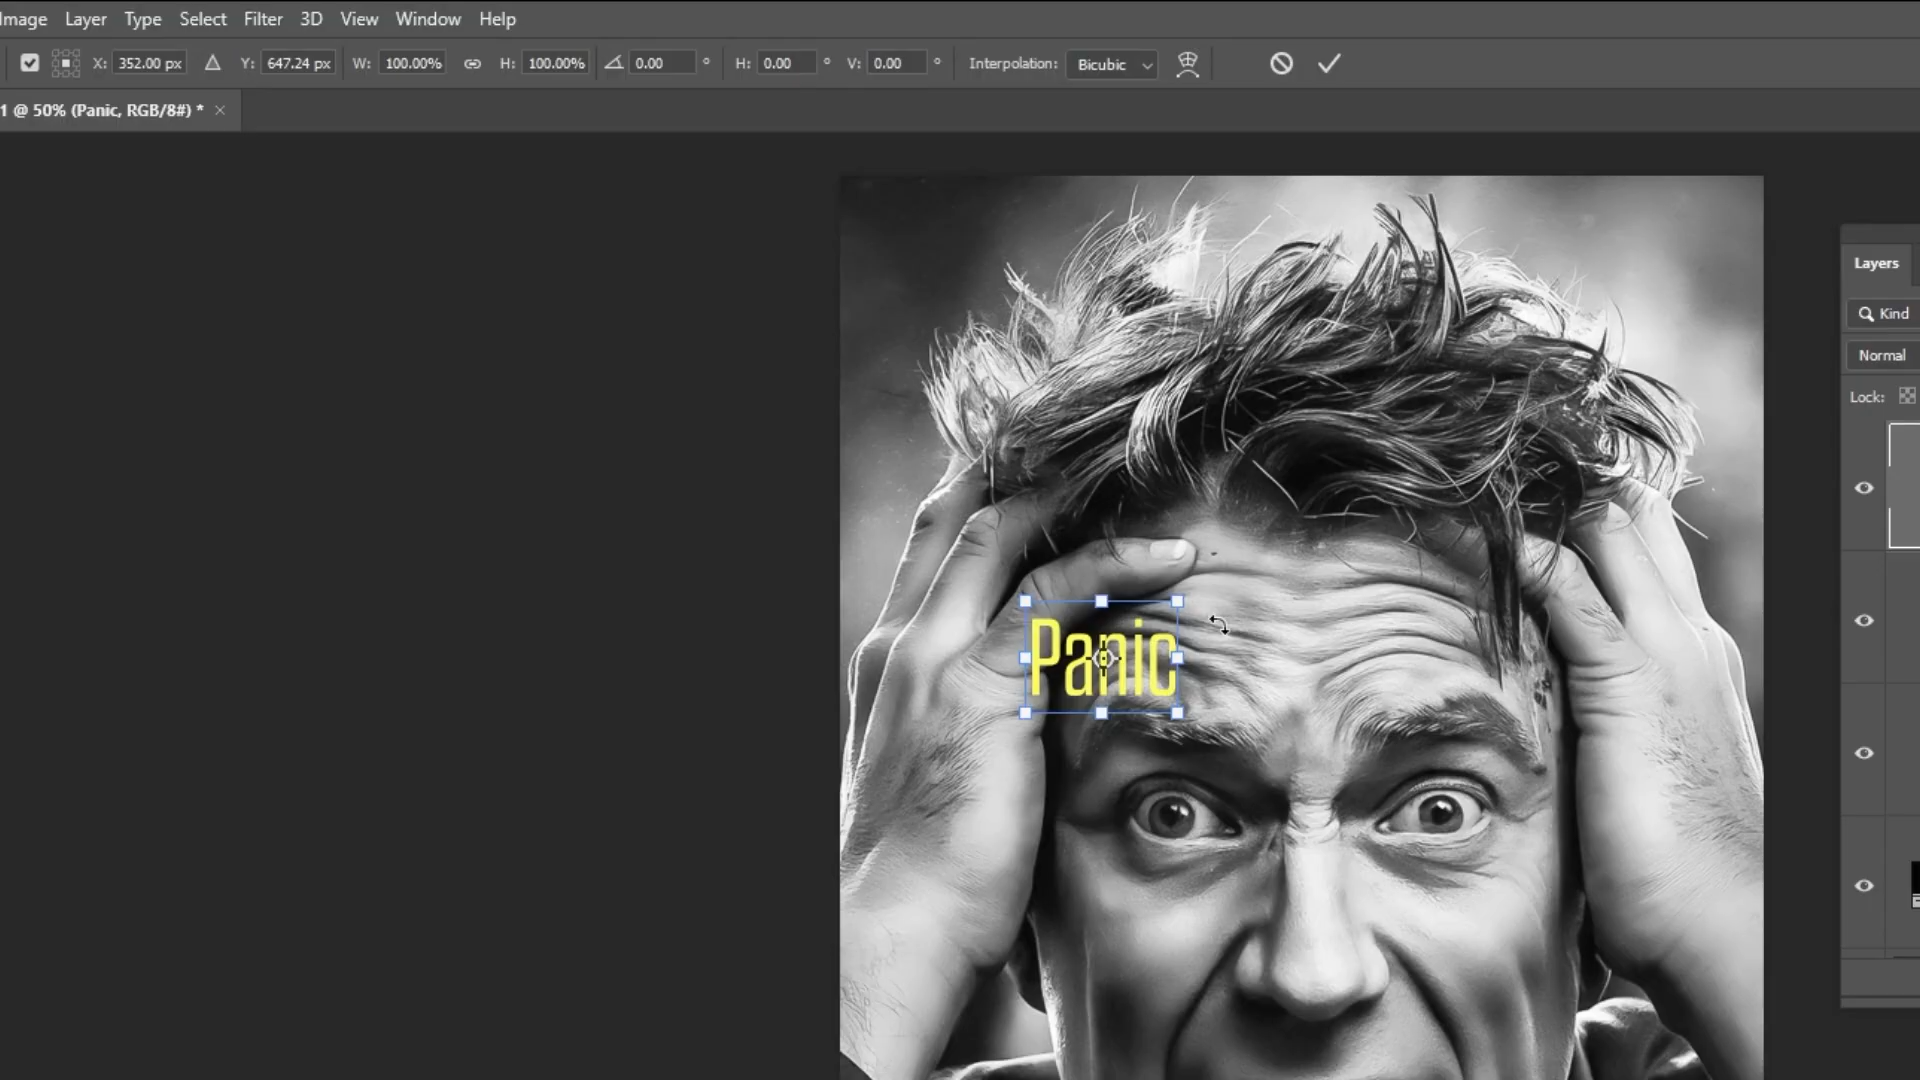 Image Layer Type Select Filter 3D View Window Help
X: 352.00 px Y: 647.24 px W: 100.00% H: 100.00% 0.00 ° H: 0.00 ° V: 0.00 ° Interpolation: Bicubic
1 @ 50% (Panic, RGB/8#) * ×
Layers
Kind
Normal
Lock:
Panic